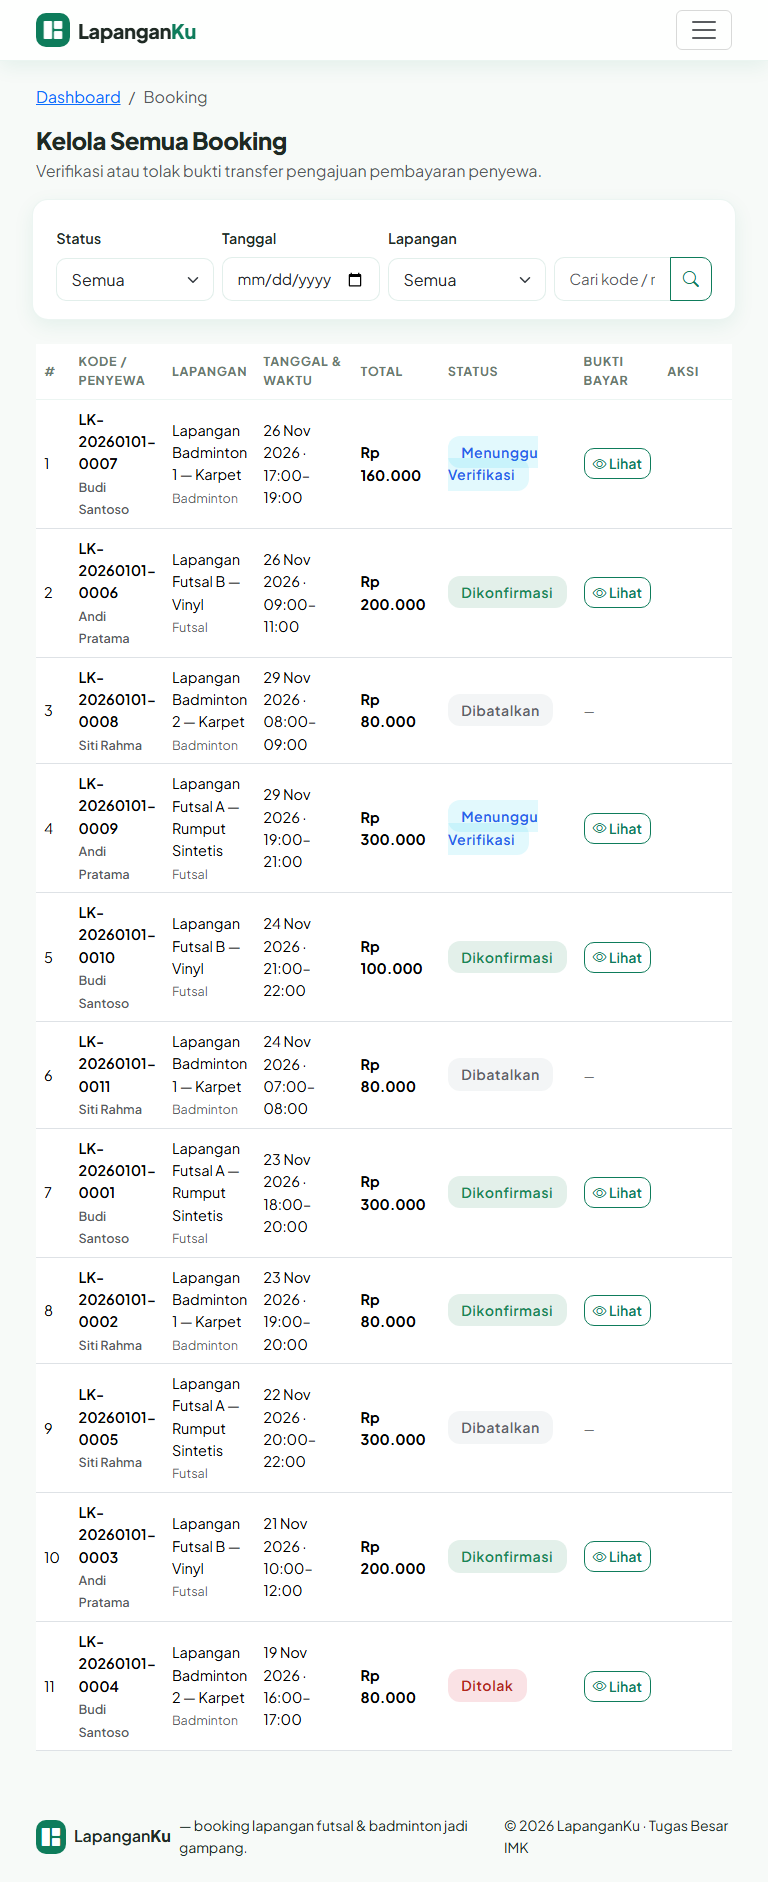 LapanganKu
Dashboard / Booking
Kelola Semua Booking
Verifikasi atau tolak bukti transfer pengajuan pembayaran penyewa.
Status Tanggal Lapangan
Semua mm/dd/yyyy Semua Cari kode / r
# KODE / PENYEWA LAPANGAN TANGGAL & WAKTU TOTAL STATUS BUKTI BAYAR AKSI
1 LK-20260101-0007 Budi Santoso Lapangan Badminton 1 — Karpet Badminton 26 Nov 2026 · 17:00–19:00 Rp 160.000 Menunggu Verifikasi Lihat
2 LK-20260101-0006 Andi Pratama Lapangan Futsal B — Vinyl Futsal 26 Nov 2026 · 09:00–11:00 Rp 200.000 Dikonfirmasi Lihat
3 LK-20260101-0008 Siti Rahma Lapangan Badminton 2 — Karpet Badminton 29 Nov 2026 · 08:00–09:00 Rp 80.000 Dibatalkan —
4 LK-20260101-0009 Andi Pratama Lapangan Futsal A — Rumput Sintetis Futsal 29 Nov 2026 · 19:00–21:00 Rp 300.000 Menunggu Verifikasi Lihat
5 LK-20260101-0010 Budi Santoso Lapangan Futsal B — Vinyl Futsal 24 Nov 2026 · 21:00–22:00 Rp 100.000 Dikonfirmasi Lihat
6 LK-20260101-0011 Siti Rahma Lapangan Badminton 1 — Karpet Badminton 24 Nov 2026 · 07:00–08:00 Rp 80.000 Dibatalkan —
7 LK-20260101-0001 Budi Santoso Lapangan Futsal A — Rumput Sintetis Futsal 23 Nov 2026 · 18:00–20:00 Rp 300.000 Dikonfirmasi Lihat
8 LK-20260101-0002 Siti Rahma Lapangan Badminton 1 — Karpet Badminton 23 Nov 2026 · 19:00–20:00 Rp 80.000 Dikonfirmasi Lihat
9 LK-20260101-0005 Siti Rahma Lapangan Futsal A — Rumput Sintetis Futsal 22 Nov 2026 · 20:00–22:00 Rp 300.000 Dibatalkan —
10 LK-20260101-0003 Andi Pratama Lapangan Futsal B — Vinyl Futsal 21 Nov 2026 · 10:00–12:00 Rp 200.000 Dikonfirmasi Lihat
11 LK-20260101-0004 Budi Santoso Lapangan Badminton 2 — Karpet Badminton 19 Nov 2026 · 16:00–17:00 Rp 80.000 Ditolak Lihat
LapanganKu — booking lapangan futsal & badminton jadi gampang.
© 2026 LapanganKu · Tugas Besar IMK